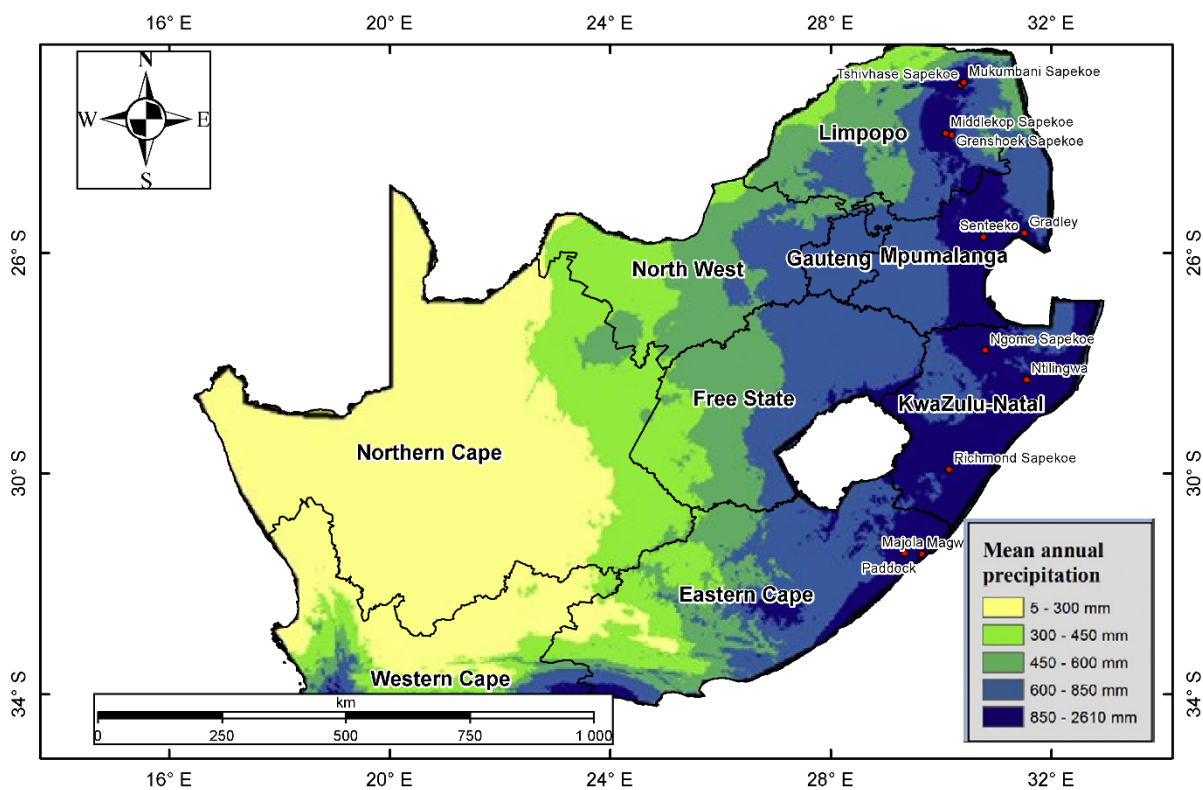 16° E 20° E 24° E 28° E 32° E
N
W E
S
Tshivhase Sapekoe Mukumbani Sapekoe
Middlekop Sapekoe
Limpopo
Grenshoek Sapekoe
Senteeko Gradley
26° S 26° S
North West Gauteng Mpumalanga
Ngome Sapekoe
Ntilingwa
Free State KwaZulu-Natal
Northern Cape
Richmond Sapekoe
30° S 30° S
Majola Magw
Paddock
Eastern Cape
Western Cape
34° S 34° S
Mean annual
precipitation
5 - 300 mm
300 - 450 mm
450 - 600 mm
600 - 850 mm
850 - 2610 mm
km
0 250 500 750 1 000
16° E 20° E 24° E 28° E 32° E